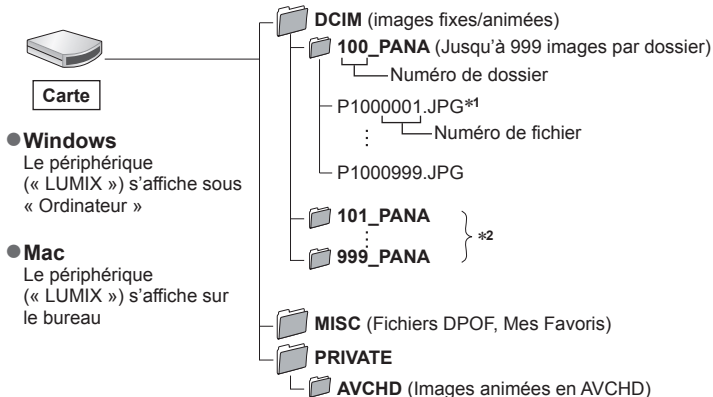 DCIM (images fixes/animées)
100_PANA (Jusqu'à 999 images par dossier)
Numéro de dossier
P1000001.JPG*1
Numéro de fichier
P1000999.JPG
101_PANA
*2
999_PANA
MISC (Fichiers DPOF, Mes Favoris)
PRIVATE
AVCHD (Images animées en AVCHD)
Carte
●Windows
Le périphérique
(« LUMIX ») s'affiche sous
« Ordinateur »
●Mac
Le périphérique
(« LUMIX ») s'affiche sur
le bureau